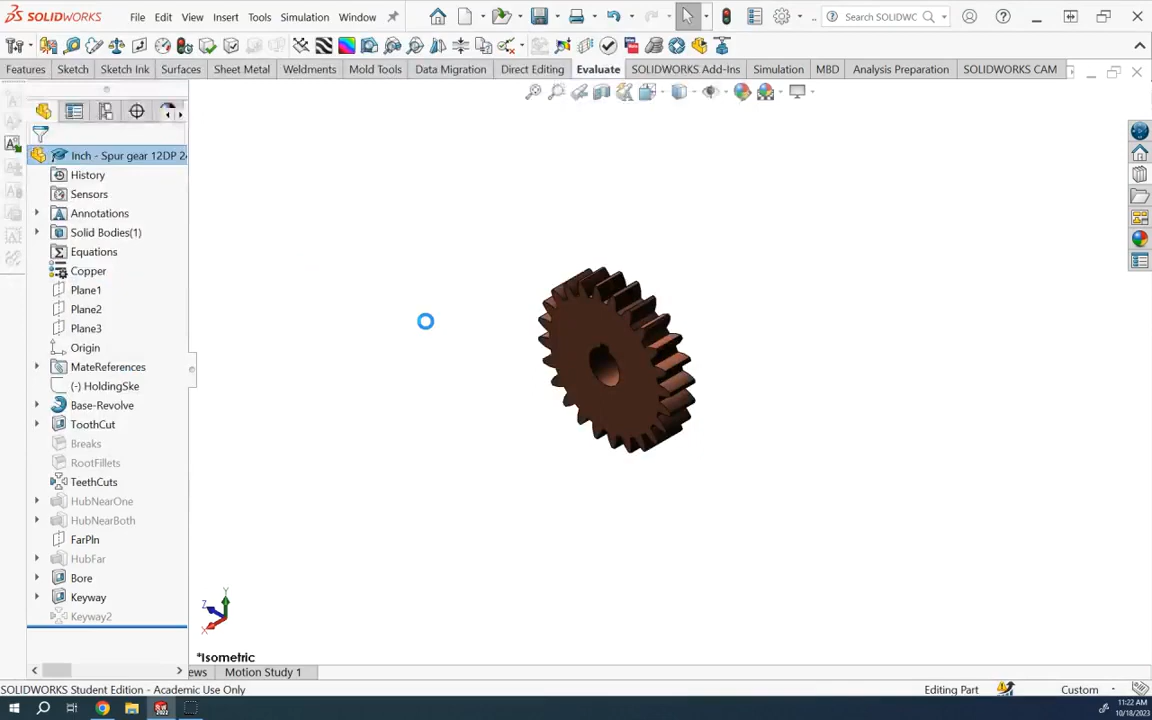 SOLIDWORKS File Edit View Insert Tools Simulation Window Search SOLIDWC
Features Sketch Sketch Ink Surfaces Sheet Metal Weldments Mold Tools Data Migration Direct Editing Evaluate SOLIDWORKS Add-Ins Simulation MBD Analysis Preparation SOLIDWORKS CAM
Inch - Spur gear 12DP 24
History
Sensors
Annotations
Solid Bodies(1)
Equations
Copper
Plane1
Plane2
Plane3
Origin
MateReferences
(-) HoldingSke
Base-Revolve
ToothCut
Breaks
RootFillets
TeethCuts
HubNearOne
HubNearBoth
FarPln
HubFar
Bore
Keyway
Keyway2
Y
Z
X
*Isometric
ews Motion Study 1
SOLIDWORKS Student Edition - Academic Use Only Editing Part Custom
11:22 AM
10/18/2023